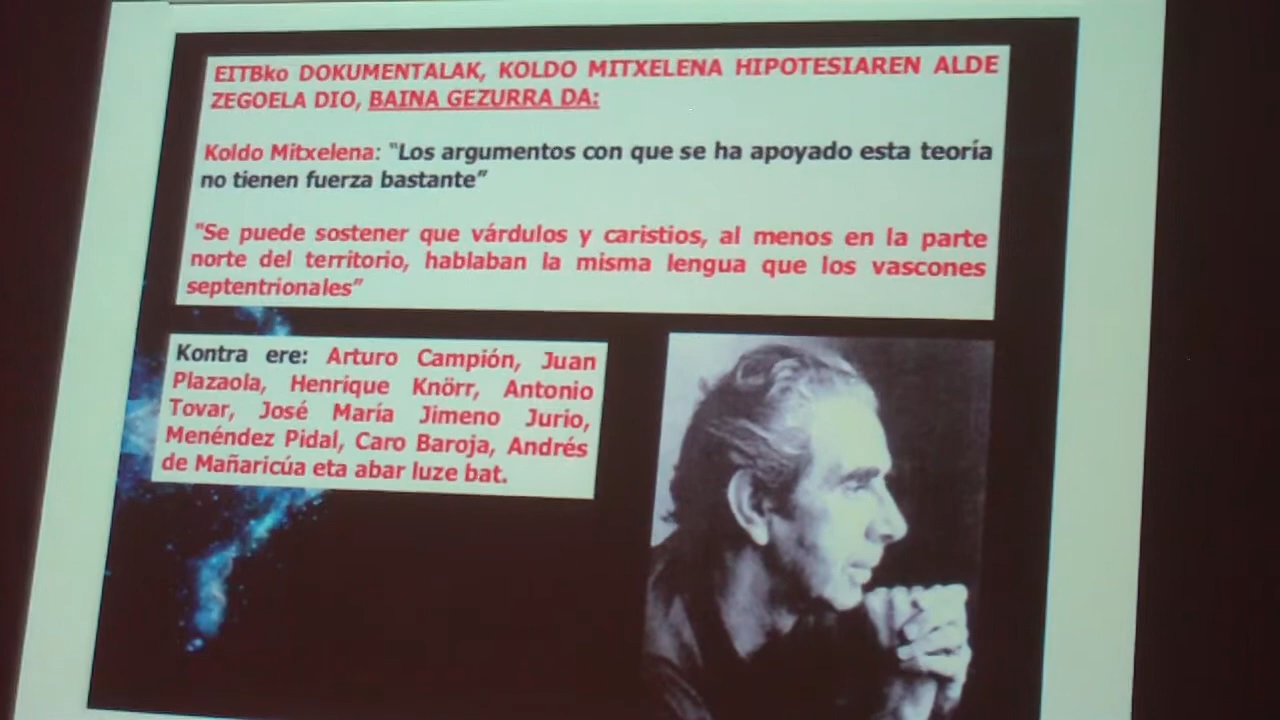 EITBko DOKUMENTALAK, KOLDO MITXELENA HIPOTESIAREN ALDE
ZEGOELA DIO, BAINA GEZURRA DA:
Koldo Mitxelena: "Los argumentos con que se ha apoyado esta teoría
no tienen fuerza bastante"
"Se puede sostener que várdulos y caristios, al menos en la parte
norte del territorio, hablaban la misma lengua que los vascones
septentrionales"
Kontra ere: Arturo Campión, Juan
Plazaola, Henrique Knörr, Antonio
Tovar, José María Jimeno Jurio,
Menéndez Pidal, Caro Baroja, Andrés
de Mañaricúa eta abar luze bat.